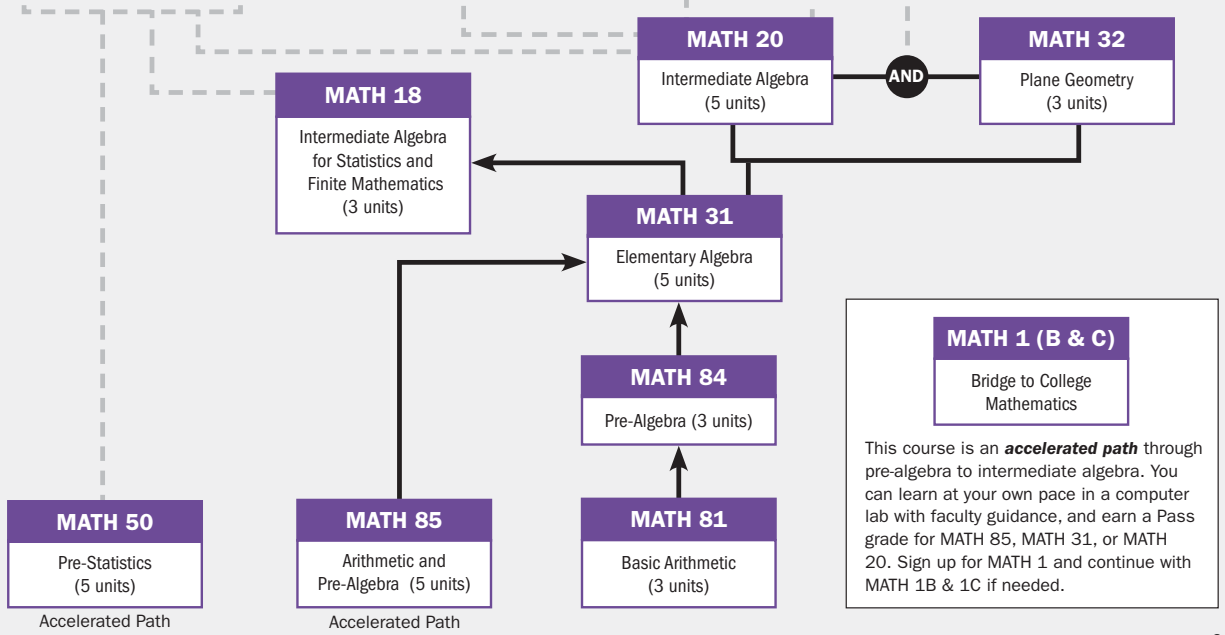 MATH 20
Intermediate Algebra
(5 units)
AND
MATH 32
Plane Geometry
(3 units)
MATH 18
Intermediate Algebra
for Statistics and
Finite Mathematics
(3 units)
MATH 31
Elementary Algebra
(5 units)
MATH 84
Pre-Algebra (3 units)
MATH 1 (B & C)
Bridge to College
Mathematics
This course is an accelerated path through
pre-algebra to intermediate algebra. You
can learn at your own pace in a computer
lab with faculty guidance, and earn a Pass
grade for MATH 85, MATH 31, or MATH
20. Sign up for MATH 1 and continue with
MATH 1B & 1C if needed.
MATH 50
Pre-Statistics
(5 units)
Accelerated Path
MATH 85
Arithmetic and
Pre-Algebra (5 units)
Accelerated Path
MATH 81
Basic Arithmetic
(3 units)